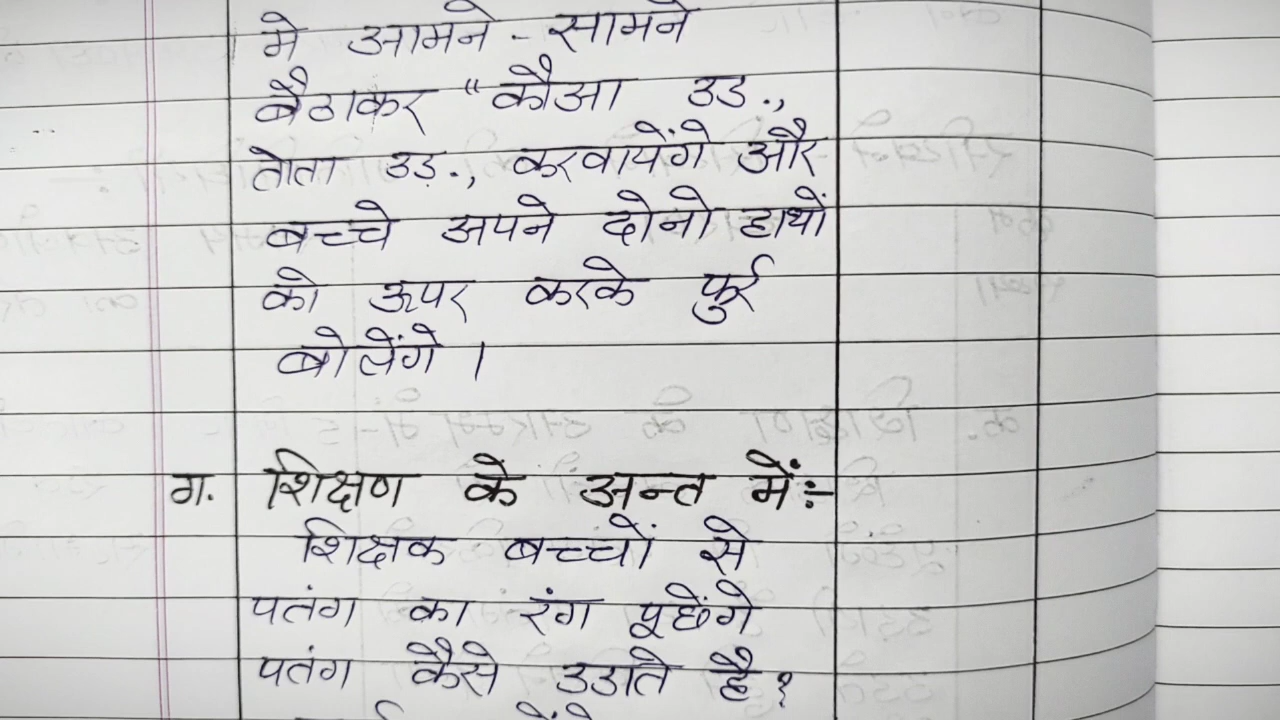 मे आमने - सामने
बैठाकर "कौआ उड .,
तोता उड़ ., करवायेंगे और
बच्चे अपने दोनो हाथों
को ऊपर करके फुर्र
बोलेंगे ।
ग. शिक्षण के अन्त में :-
शिक्षक बच्चों से
पतंग का रंग पूछेंगे
पतंग कैसे उडाते है ?